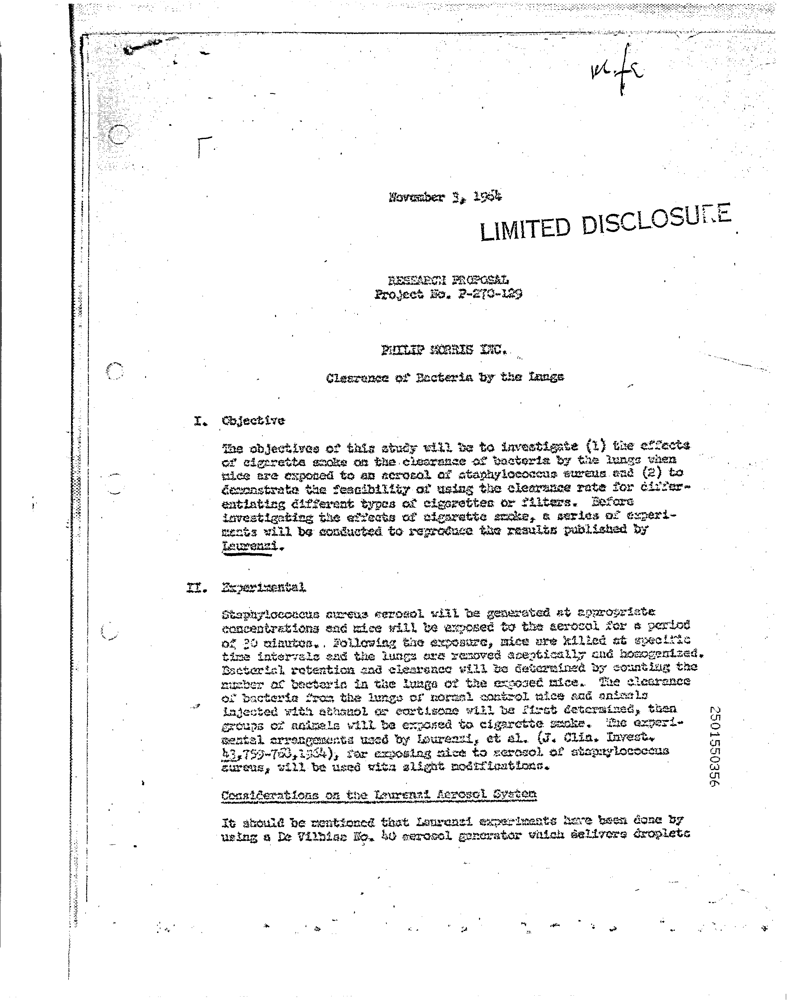 November 3, 1964
LIMITED DISCLOSURE
RESEARCH PROPOSAL
Project No. P-270-129
PHILIP MORRIS INC.
Clearance of Bacteria by the Lungs
I. Objective
The objectives of this study will be to investigate (1) the effects
of cigarette smoke on the clearance of bacteria by the lungs when
mice are exposed to an aerosol of staphylococcus aureus and (2) to
demonstrate the feasibility of using the clearance rate for differ-
entiating different types of cigarettes or filters. Before
investigating the effects of cigarette smoke, a series of experi-
ments will be conducted to reproduce the results published by
Laurenzi.
II. Experimental
Staphylococcus aureus aerosol will be generated at appropriate
concentrations and mice will be exposed to the aerosol for a period
of 30 minutes. Following the exposure, mice are killed at specific
time intervals and the lungs are removed aseptically and homogenized.
Bacterial retention and clearance will be determined by counting the
number of bacteria in the lungs of the exposed mice. The clearance
of bacteria from the lungs of normal control mice and animals
injected with ethanol or cortisone will be first determined, then
groups of animals will be exposed to cigarette smoke. The experi-
mental arrangements used by Laurenzi, et al. (J. Clin. Invest.
43,759-768,1964), for exposing mice to aerosol of staphylococcus
aureus, will be used with slight modifications.
Considerations on the Laurenzi Aerosol System
It should be mentioned that Laurenzi experiments have been done by
using a De Vilbiss No. 40 aerosol generator which delivers droplets
2501550356